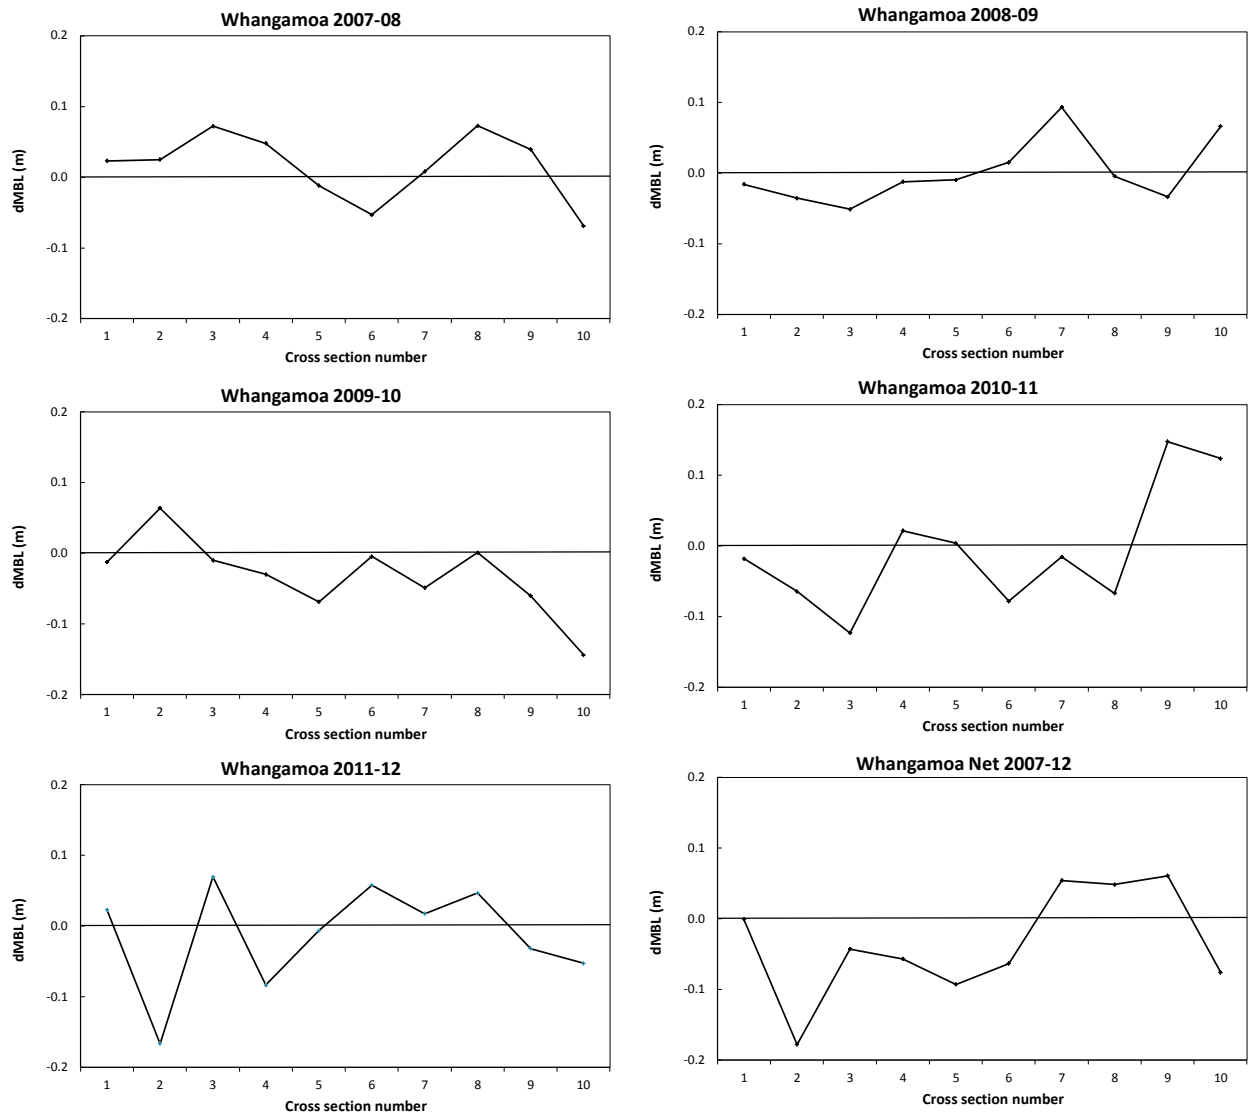 Whangamoa 2007-08
0.2
0.1
0.0
-0.1
-0.2
dMBL (m)
1 2 3 4 5 6 7 8 9 10
Cross section number
Whangamoa 2008-09
0.2
0.1
0.0
-0.1
-0.2
dMBL (m)
1 2 3 4 5 6 7 8 9 10
Cross section number
Whangamoa 2009-10
0.2
0.1
0.0
-0.1
-0.2
dMBL (m)
1 2 3 4 5 6 7 8 9 10
Cross section number
Whangamoa 2010-11
0.2
0.1
0.0
-0.1
-0.2
dMBL (m)
1 2 3 4 5 6 7 8 9 10
Cross section number
Whangamoa 2011-12
0.2
0.1
0.0
-0.1
-0.2
dMBL (m)
1 2 3 4 5 6 7 8 9 10
Cross section number
Whangamoa Net 2007-12
0.2
0.1
0.0
-0.1
-0.2
dMBL (m)
1 2 3 4 5 6 7 8 9 10
Cross section number